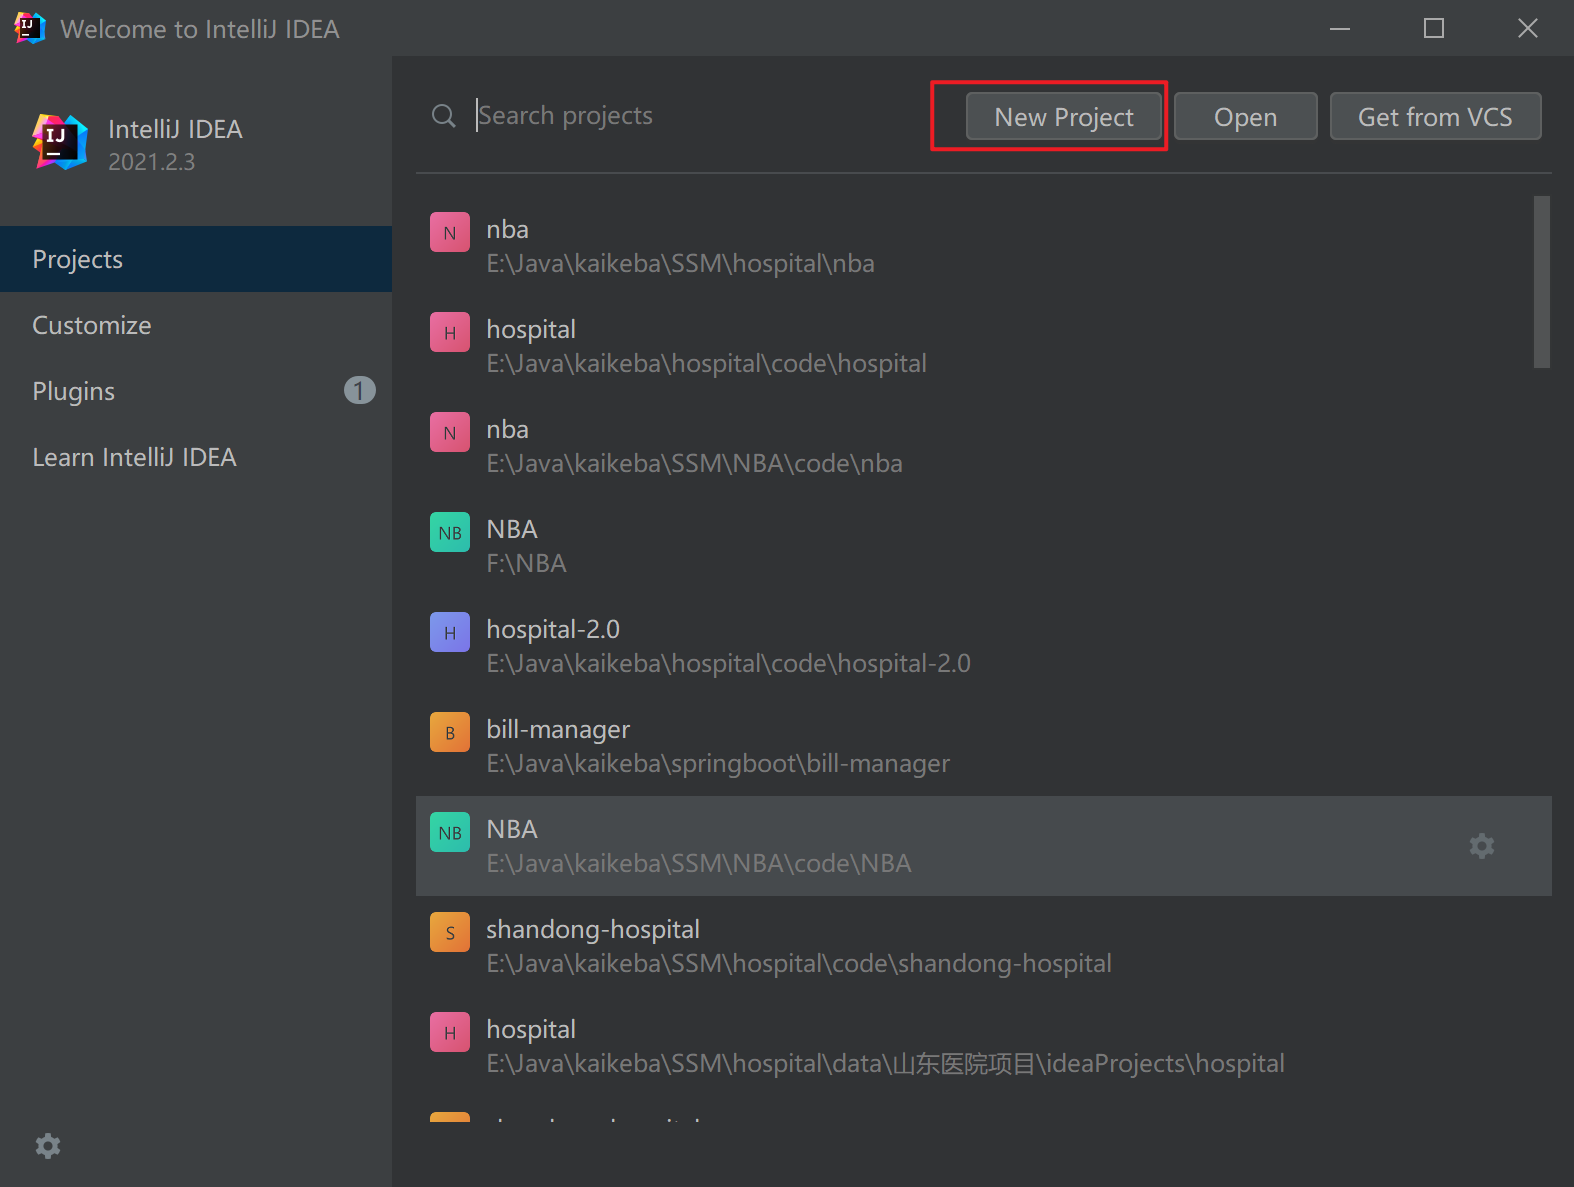 Welcome to IntelliJ IDEA
IntelliJ IDEA
2021.2.3
Projects
Customize
Plugins 1
Learn IntelliJ IDEA
Search projects
New Project Open Get from VCS
N nba
E:\Java\kaikeba\SSM\hospital\nba
H hospital
E:\Java\kaikeba\hospital\code\hospital
N nba
E:\Java\kaikeba\SSM\NBA\code\nba
NB NBA
F:\NBA
H hospital-2.0
E:\Java\kaikeba\hospital\code\hospital-2.0
B bill-manager
E:\Java\kaikeba\springboot\bill-manager
NB NBA
E:\Java\kaikeba\SSM\NBA\code\NBA
S shandong-hospital
E:\Java\kaikeba\SSM\hospital\code\shandong-hospital
H hospital
E:\Java\kaikeba\SSM\hospital\data\山东医院项目\ideaProjects\hospital